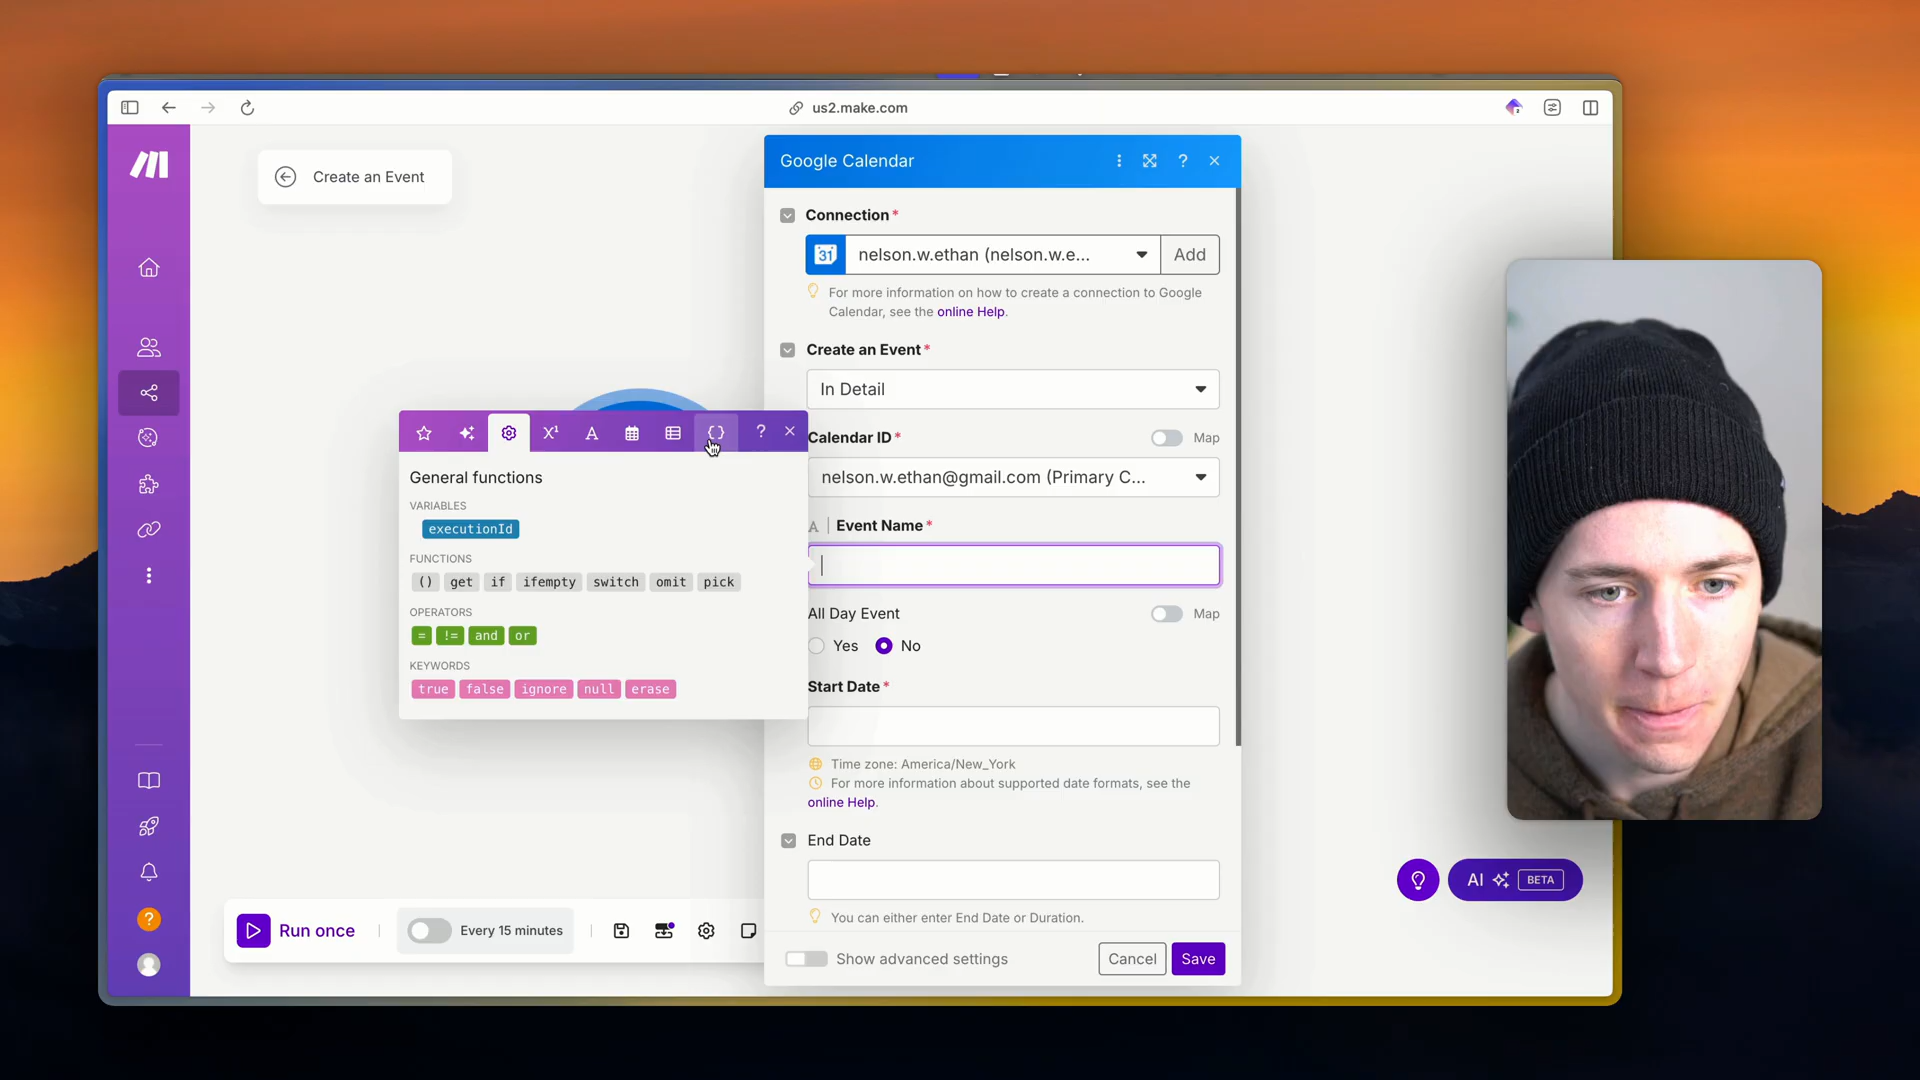 us2.make.com
Create an Event
Google Calendar
Connection*
31 nelson.w.ethan (nelson.w.e... Add
For more information on how to create a connection to Google
Calendar, see the online Help.
Create an Event*
In Detail
Calendar ID* Map
nelson.w.ethan@gmail.com (Primary C...
A | Event Name*
All Day Event Map
Yes No
Start Date*
Time zone: America/New_York
For more information about supported date formats, see the
online Help.
End Date
You can either enter End Date or Duration.
Show advanced settings Cancel Save
X¹ A {} ?
General functions
VARIABLES
executionId
FUNCTIONS
() get if ifempty switch omit pick
OPERATORS
= != and or
KEYWORDS
true false ignore null erase
Run once Every 15 minutes
AI BETA